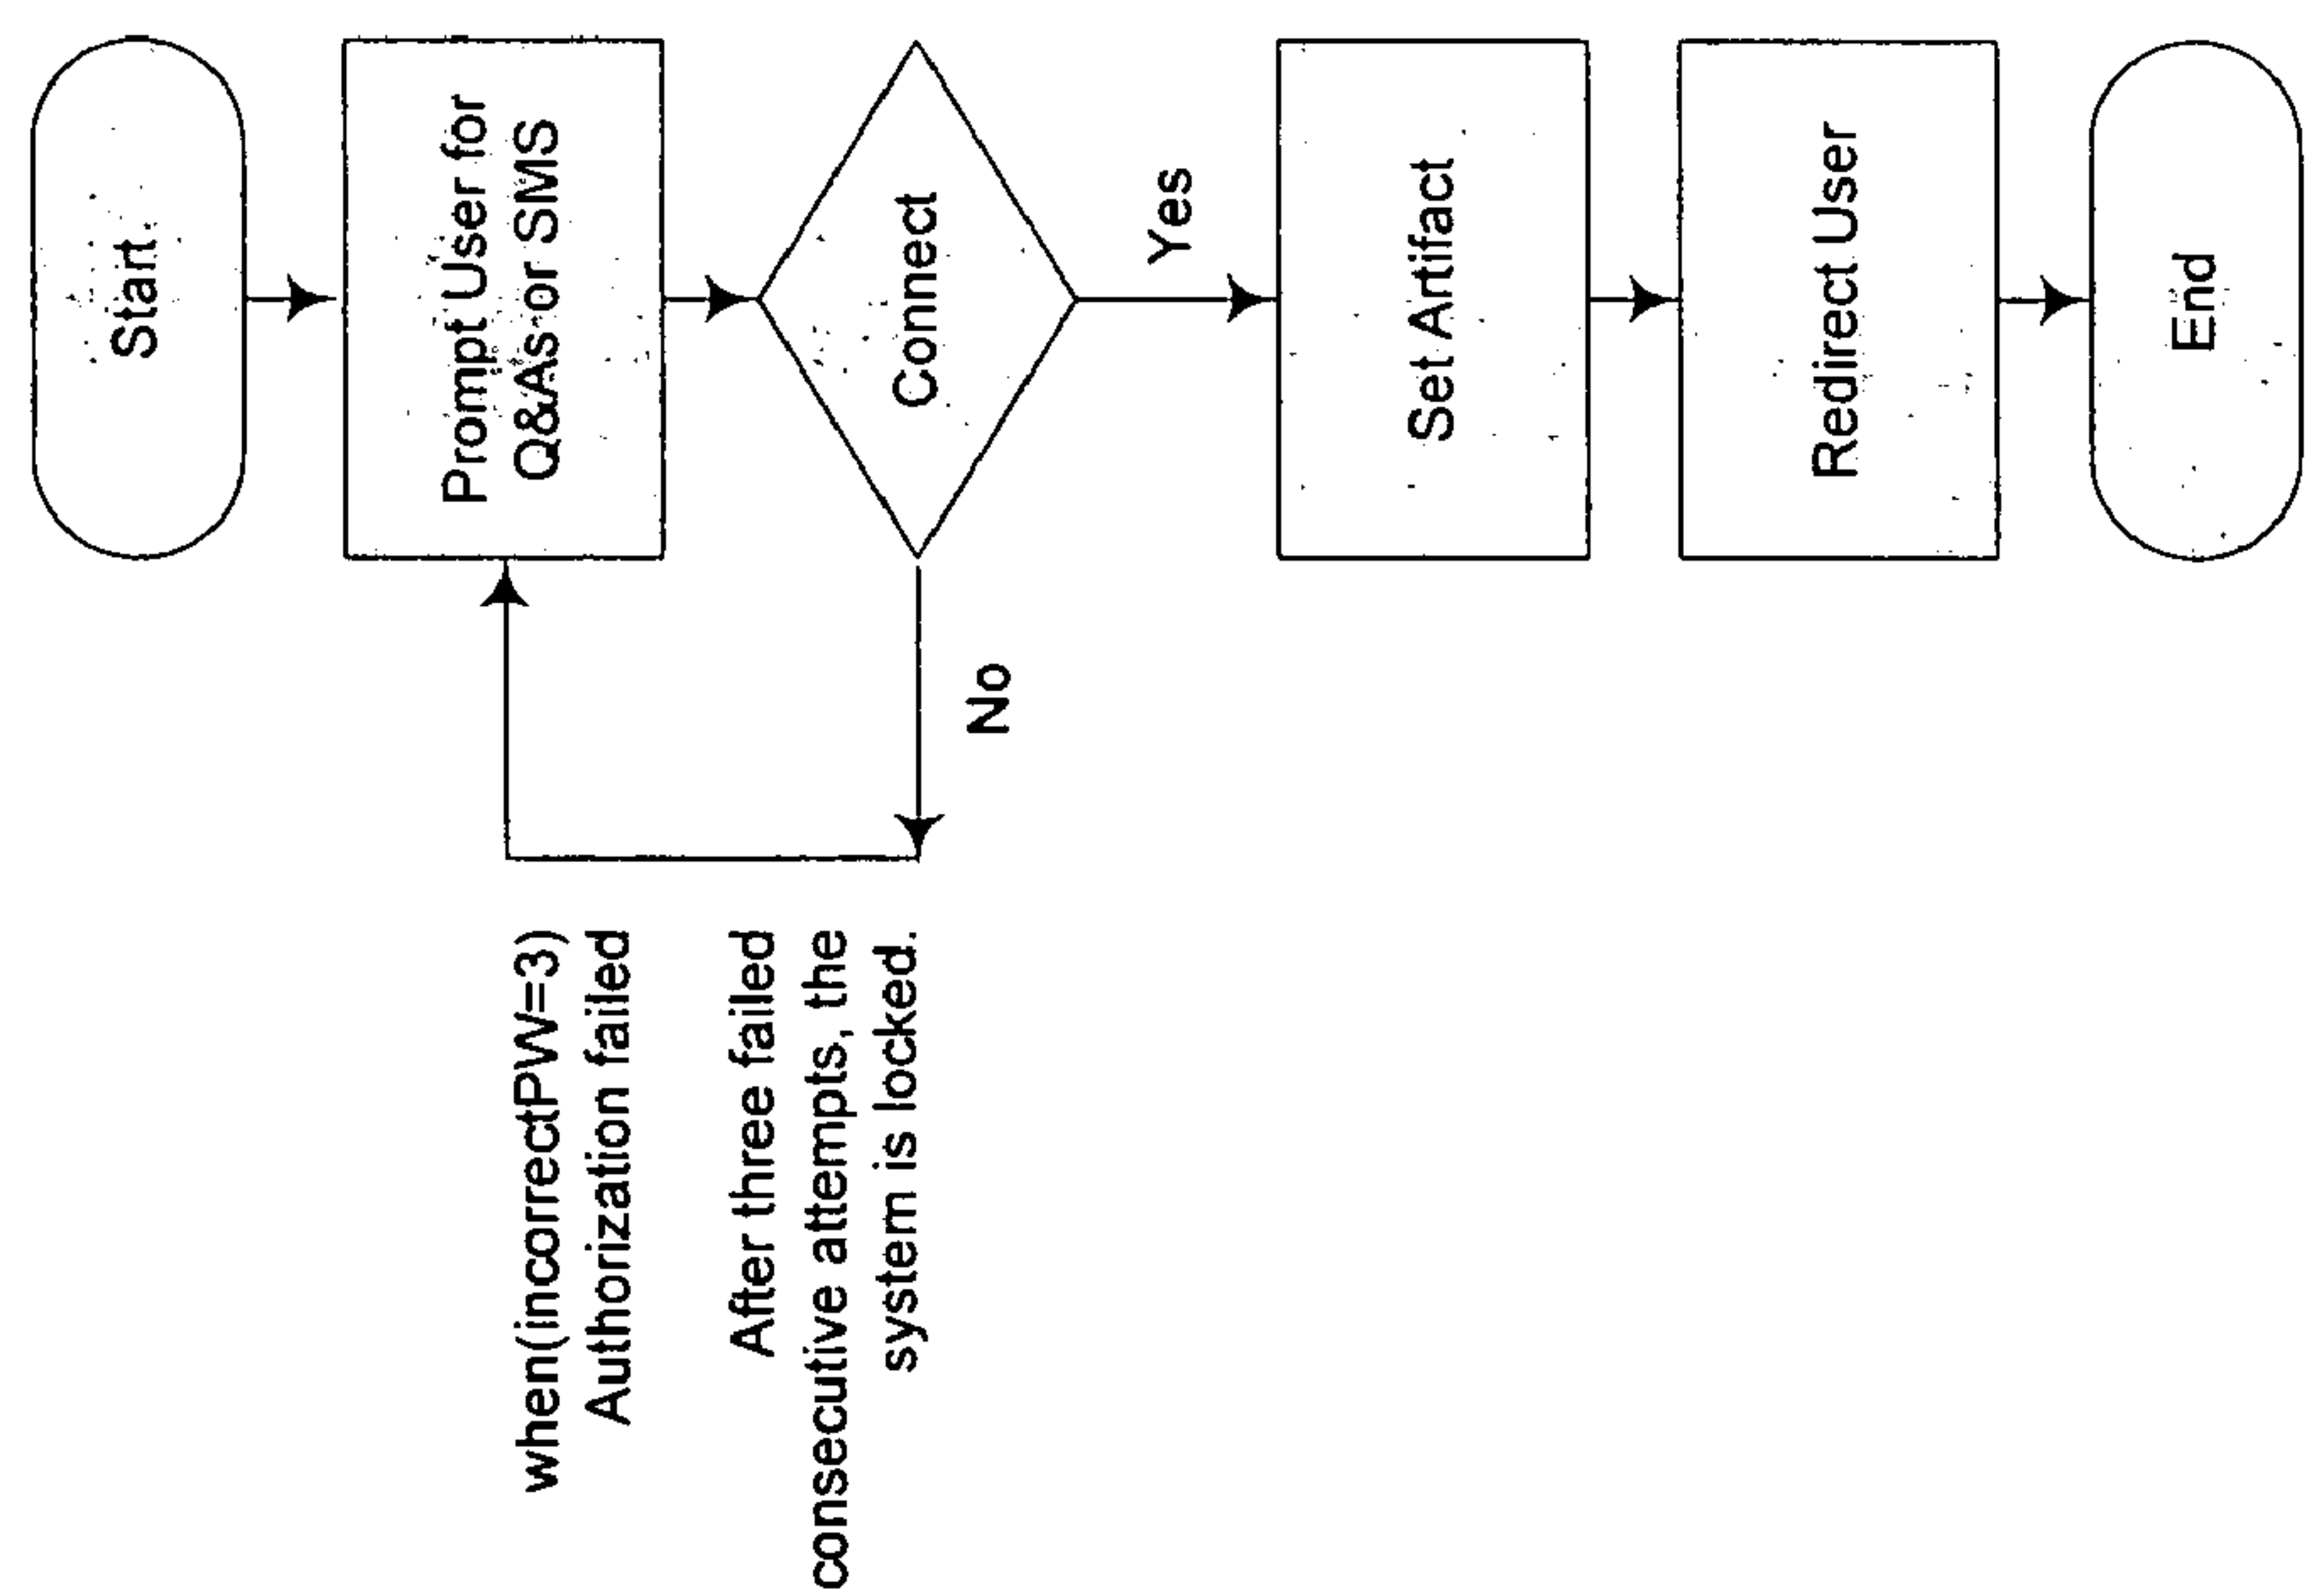 Start
Prompt User for
Q&As or SMS
Connect
Yes
No
when(incorrectPW=3)
Authorization failed
After three failed
consecutive attempts, the
system is locked.
Set Artifact
Redirect User
End